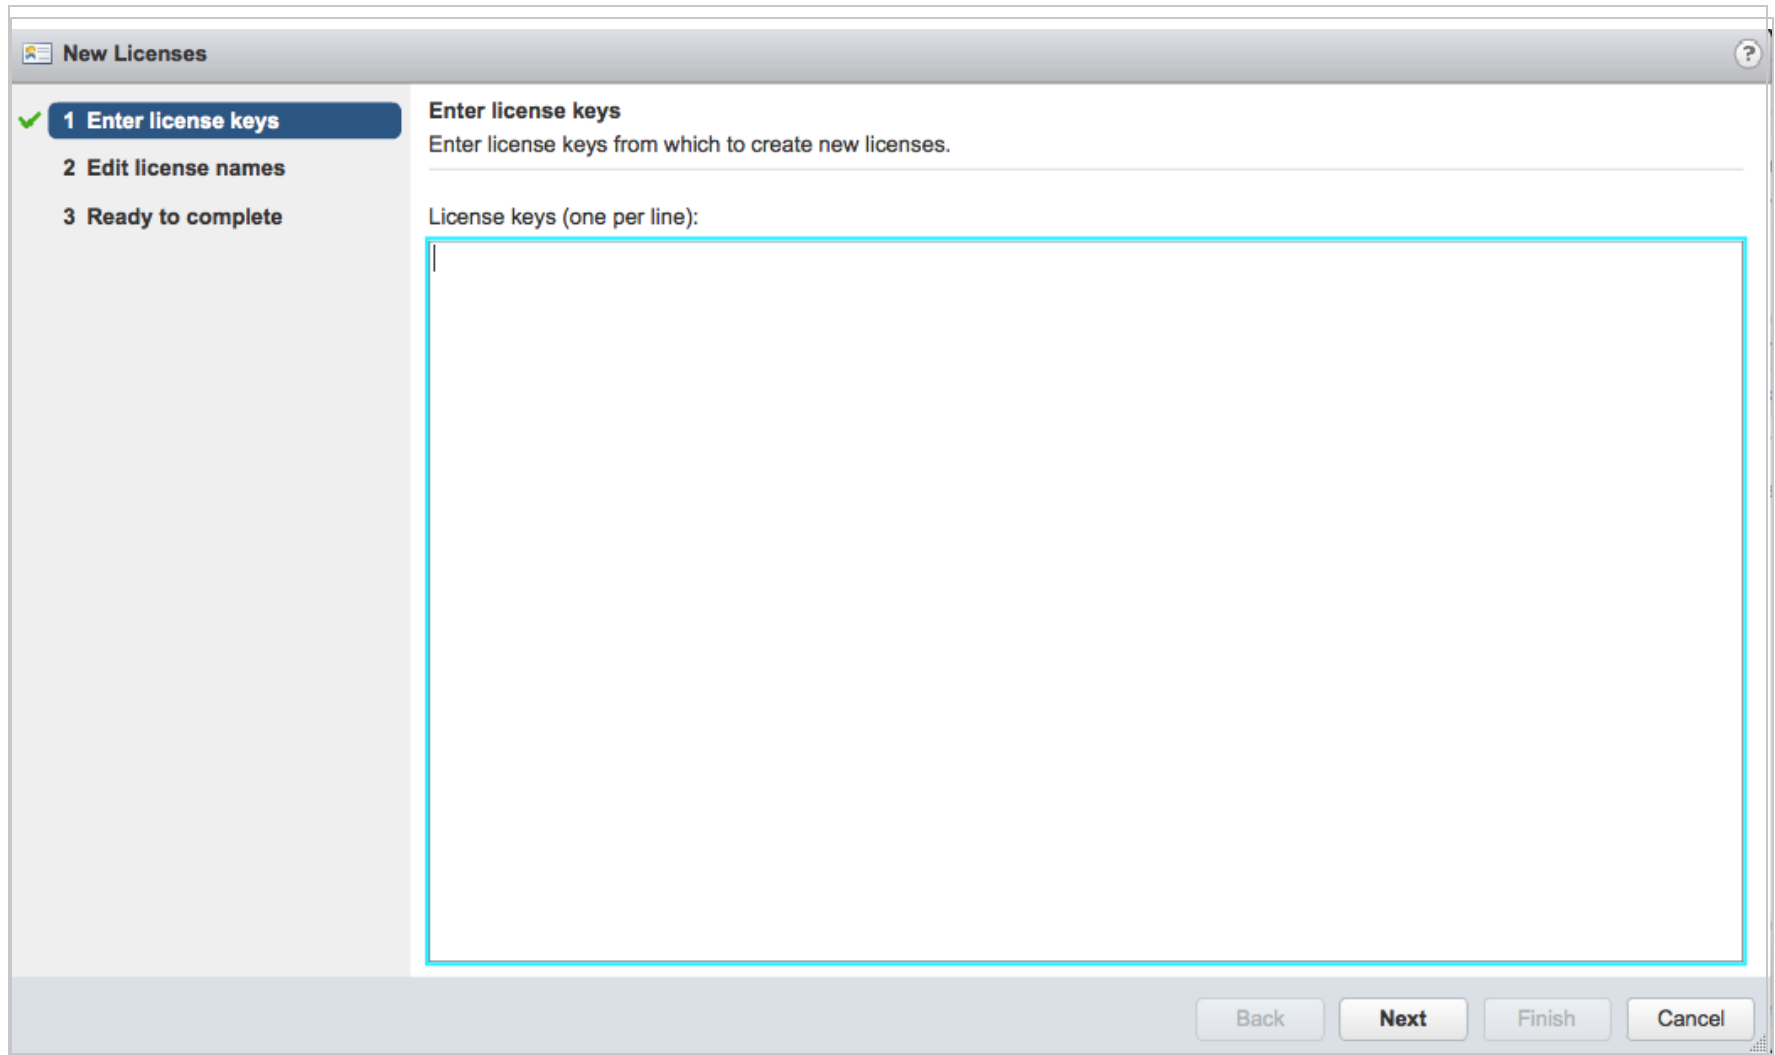 New Licenses
?
1 Enter license keys
2 Edit license names
3 Ready to complete
Enter license keys
Enter license keys from which to create new licenses.
License keys (one per line):
Back
Next
Finish
Cancel